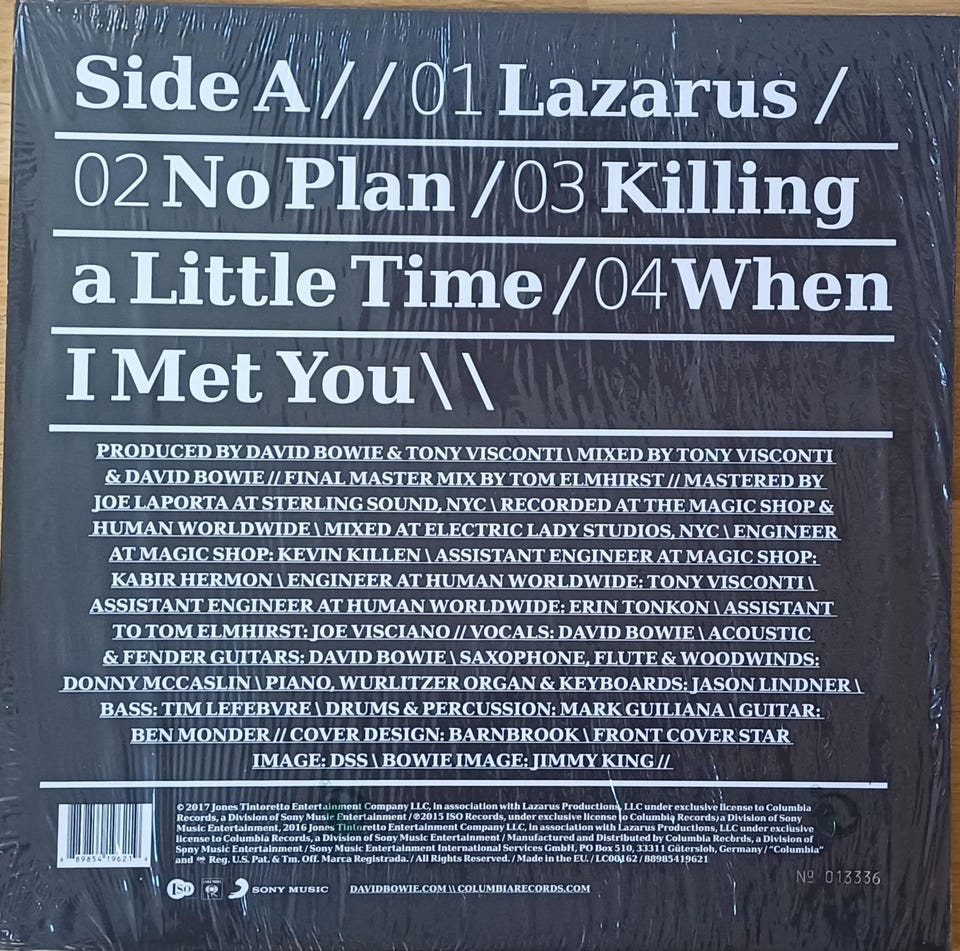 Side A // 01 Lazarus /
02 No Plan / 03 Killing
a Little Time / 04 When
I Met You \\
PRODUCED BY DAVID BOWIE & TONY VISCONTI \ MIXED BY TONY VISCONTI
& DAVID BOWIE // FINAL MASTER MIX BY TOM ELMHIRST // MASTERED BY
JOE LAPORTA AT STERLING SOUND, NYC \ RECORDED AT THE MAGIC SHOP &
HUMAN WORLDWIDE \ MIXED AT ELECTRIC LADY STUDIOS, NYC \ ENGINEER
AT MAGIC SHOP: KEVIN KILLEN \ ASSISTANT ENGINEER AT MAGIC SHOP:
KABIR HERMON \ ENGINEER AT HUMAN WORLDWIDE: TONY VISCONTI \
ASSISTANT ENGINEER AT HUMAN WORLDWIDE: ERIN TONKON \ ASSISTANT
TO TOM ELMHIRST: JOE VISCIANO // VOCALS: DAVID BOWIE \ ACOUSTIC
& FENDER GUITARS: DAVID BOWIE \ SAXOPHONE, FLUTE & WOODWINDS:
DONNY MCCASLIN \ PIANO, WURLITZER ORGAN & KEYBOARDS: JASON LINDNER \
BASS: TIM LEFEBVRE \ DRUMS & PERCUSSION: MARK GUILIANA \ GUITAR:
BEN MONDER // COVER DESIGN: BARNBROOK \ FRONT COVER STAR
IMAGE: DSS \ BOWIE IMAGE: JIMMY KING //
© 2017 Jones Tintoretto Entertainment Company LLC, in association with Lazarus Productions, LLC under exclusive license to Columbia
Records, a Division of Sony Music Entertainment / ℗2015 ISO Records, under exclusive license to Columbia Records, a Division of Sony
Music Entertainment, 2016 Jones Tintoretto Entertainment Company LLC, in association with Lazarus Productions, LLC under exclusive
license to Columbia Records, a Division of Sony Music Entertainment / Manufactured and Distributed by Columbia Records, a Division of
Sony Music Entertainment / Sony Music Entertainment International Services GmbH, PO Box 510, 33311 Gütersloh, Germany / "Columbia"
and Reg. U.S. Pat. & Tm. Off. Marca Registrada. / All Rights Reserved. / Made in the EU. / LC00162 / 88985419621
8 89854 19621 v
Nº 013336
ISO COLUMBIA SONY MUSIC DAVIDBOWIE.COM \\ COLUMBIARECORDS.COM